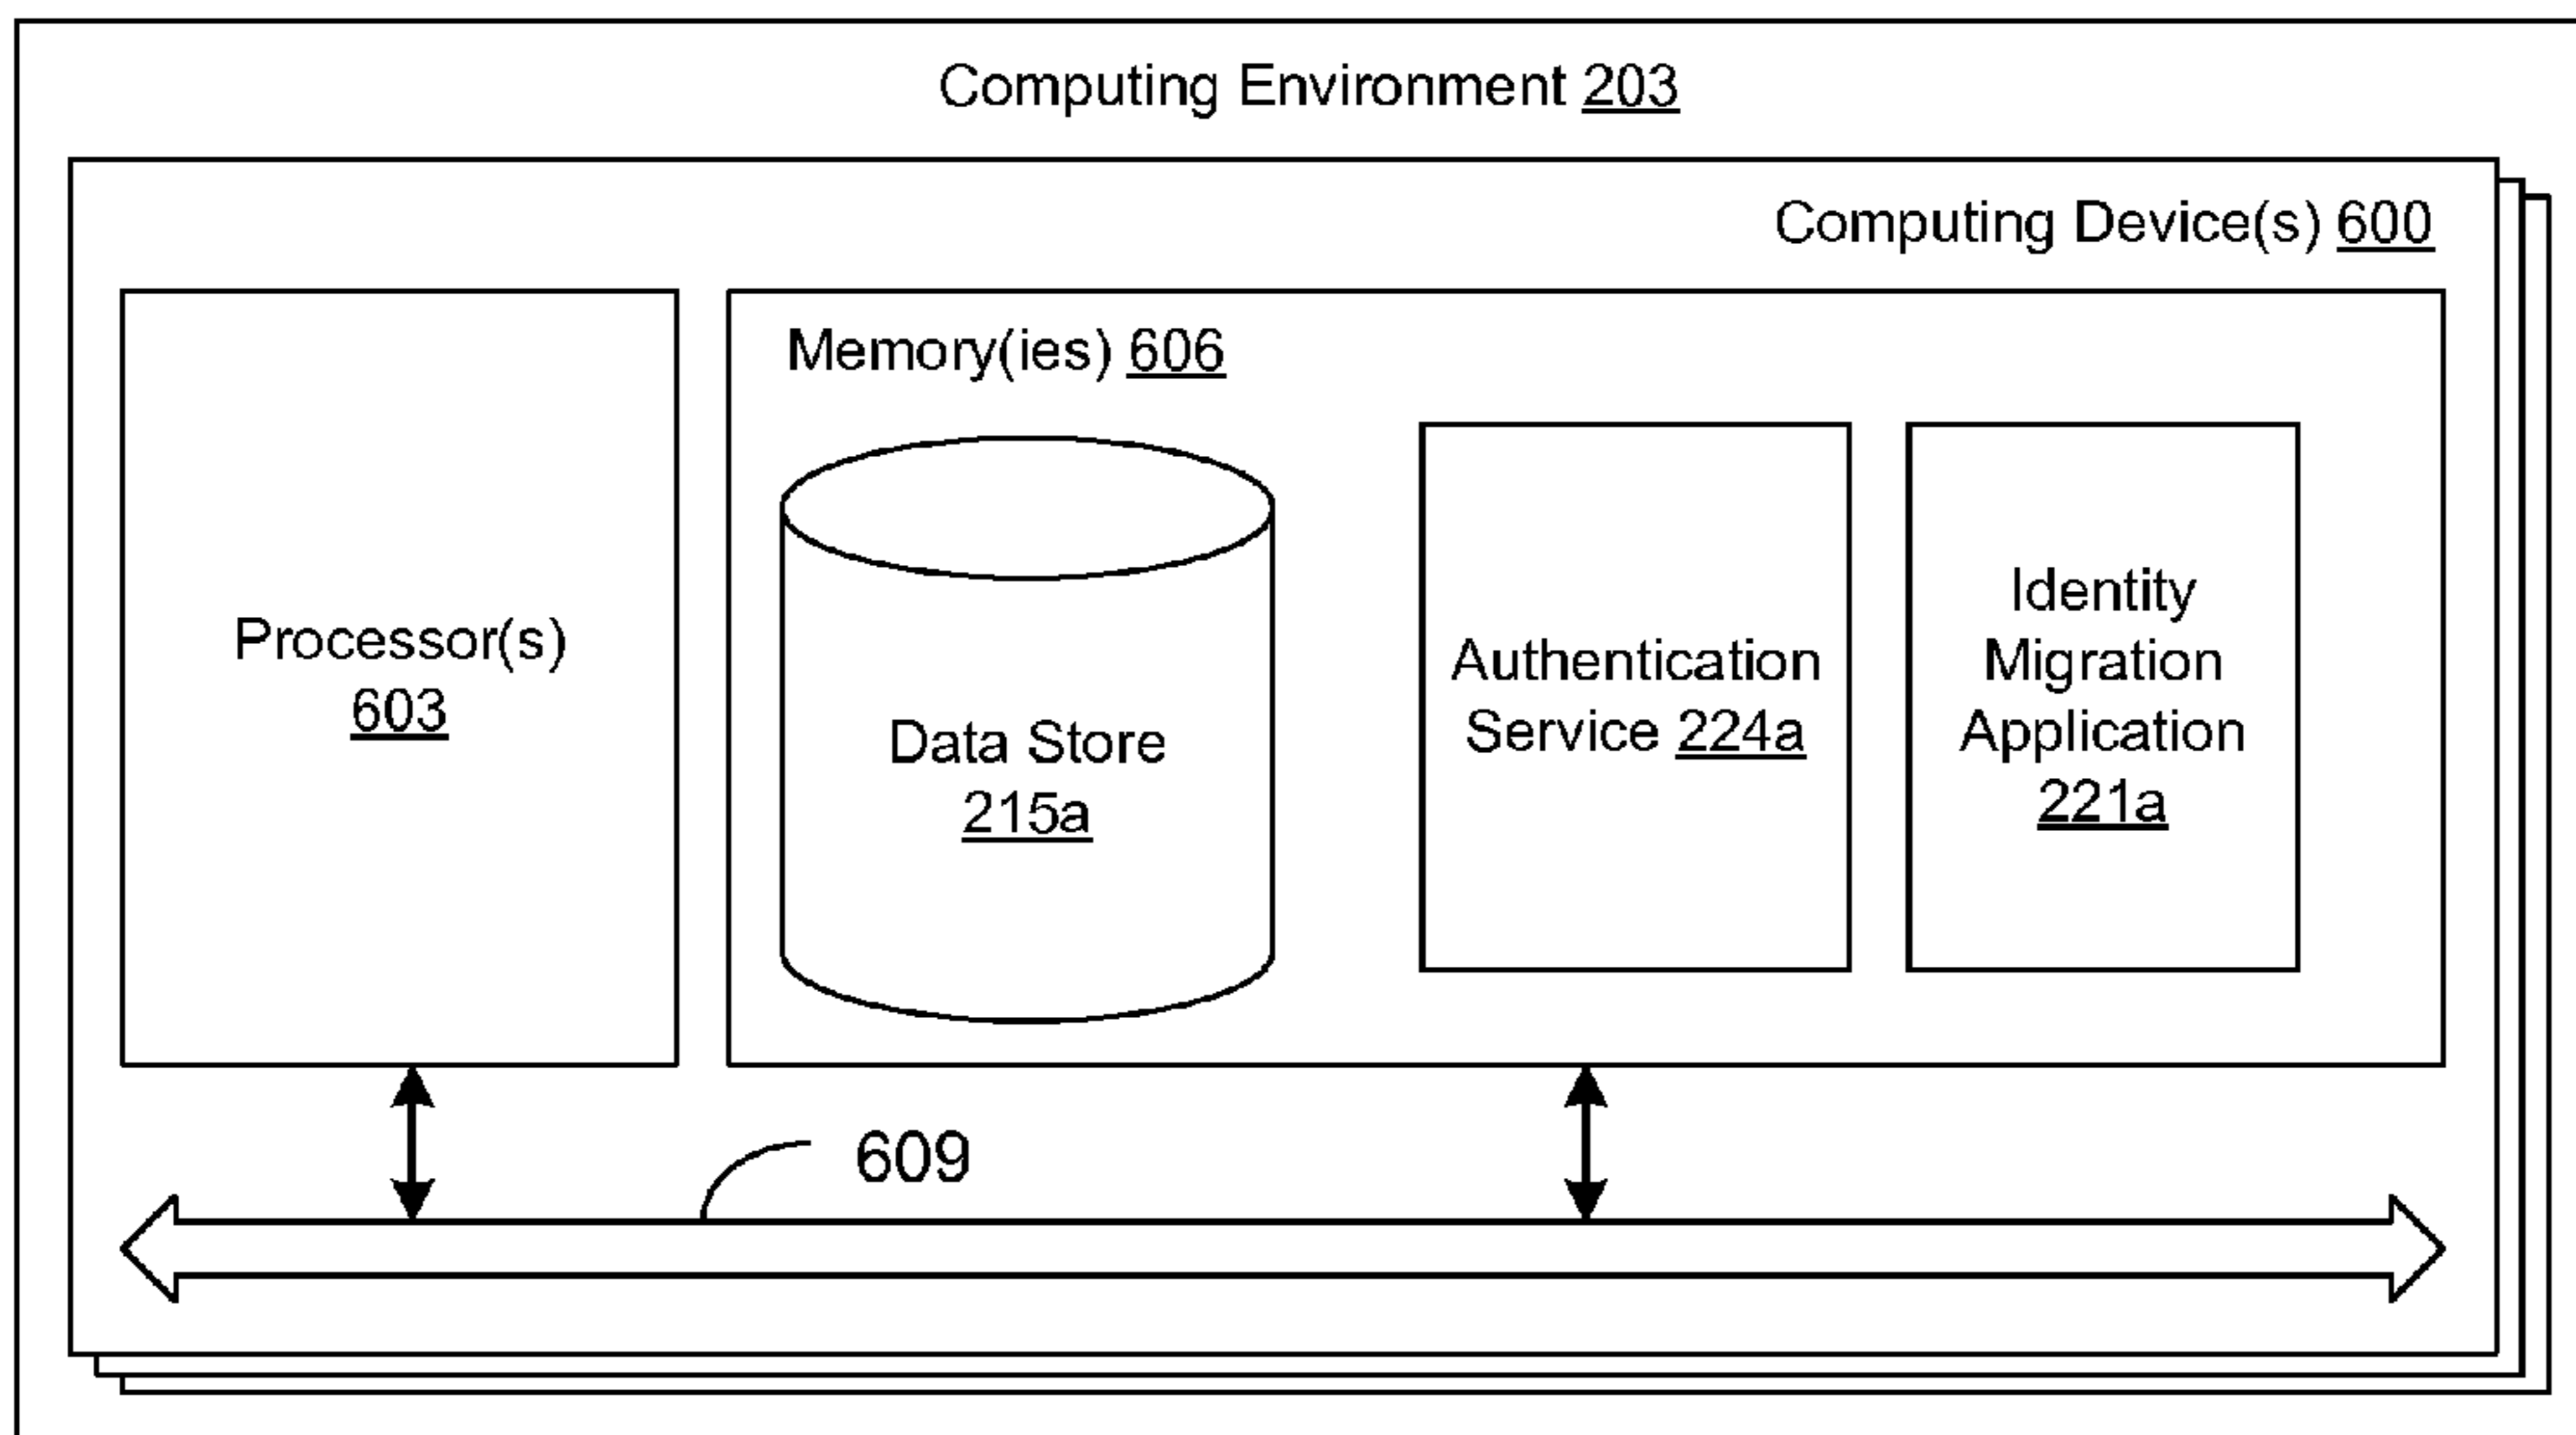 Computing Environment 203
Computing Device(s) 600
Memory(ies) 606
Processor(s)
603
Data Store
215a
Authentication
Service 224a
Identity
Migration
Application
221a
609